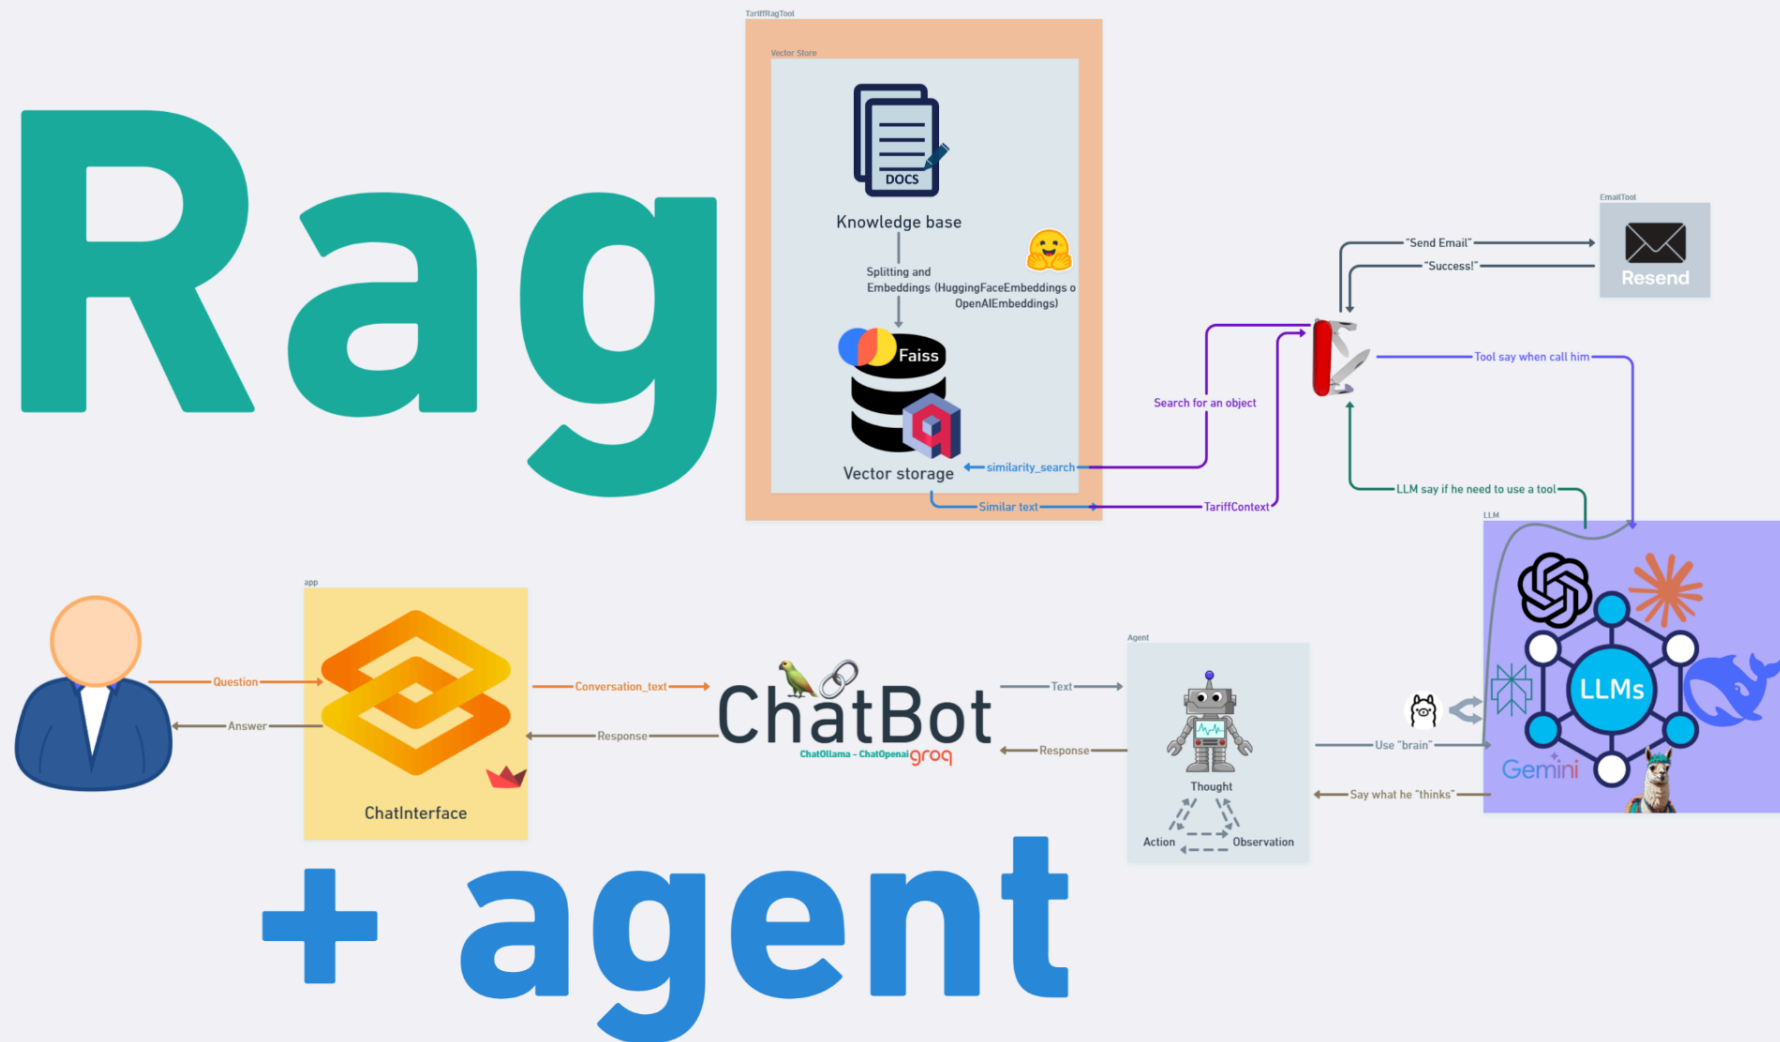 TariffRagTool
Vector Store
DOCS
Knowledge base
Splitting and
Embeddings (HuggingFaceEmbeddings o
OpenAIEmbeddings)
Faiss
Vector storage
similarity_search
Similar text
Search for an object
TariffContext
EmailTool
Resend
"Send Email"
"Success!"
Tool say when call him
LLM say if he need to use a tool
LLM
LLMs
Gemini
Rag
app
Question
Answer
ChatInterface
Conversation_text
Response
ChatBot
ChatOllama - ChatOpenai groq
Text
Response
Agent
Thought
Action
Observation
Use "brain"
Say what he "thinks"
+ agent